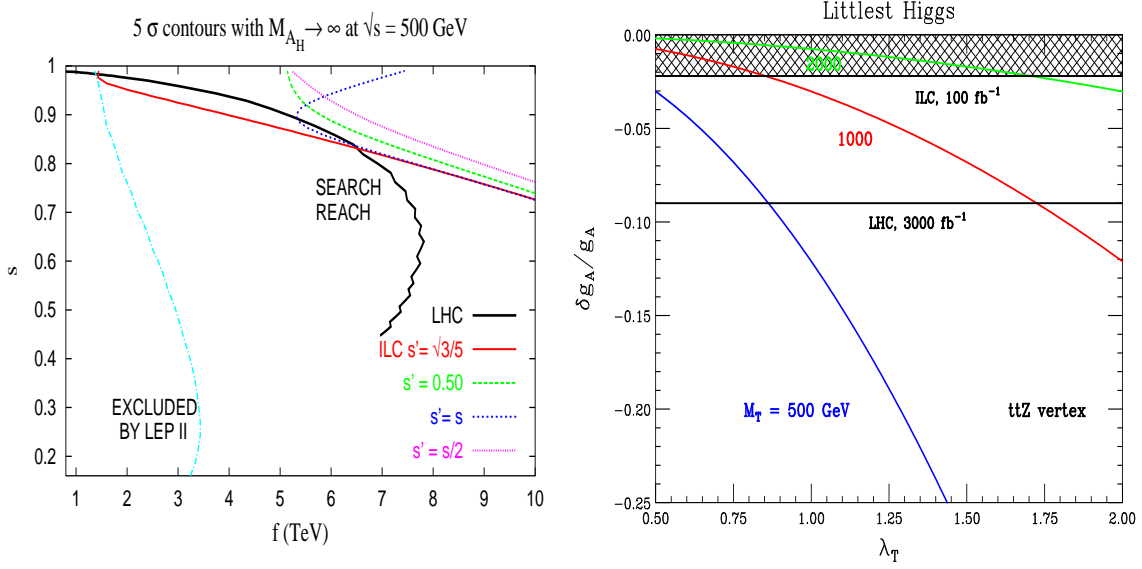 5 σ contours with M_{A_H} → ∞ at √s = 500 GeV
1
0.9
0.8
0.7
0.6
0.5
0.4
0.3
0.2
s
SEARCH
REACH
EXCLUDED
BY LEP II
LHC
ILC s′= √3/5
s′ = 0.50
s′= s
s′ = s/2
1 2 3 4 5 6 7 8 9 10
f (TeV)
Littlest Higgs
0.00
−0.05
−0.10
−0.15
−0.20
−0.25
δg_A/g_A
2000
ILC, 100 fb⁻¹
1000
LHC, 3000 fb⁻¹
M_T = 500 GeV
ttZ vertex
0.50 0.75 1.00 1.25 1.50 1.75 2.00
λ_T